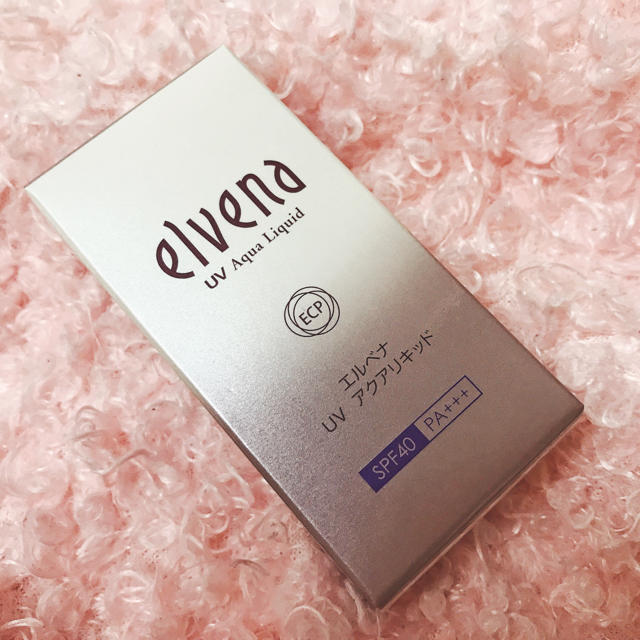 elvena
UV Aqua Liquid
ECP
エルベナ
UV アクアリキッド
SPF40 PA+++